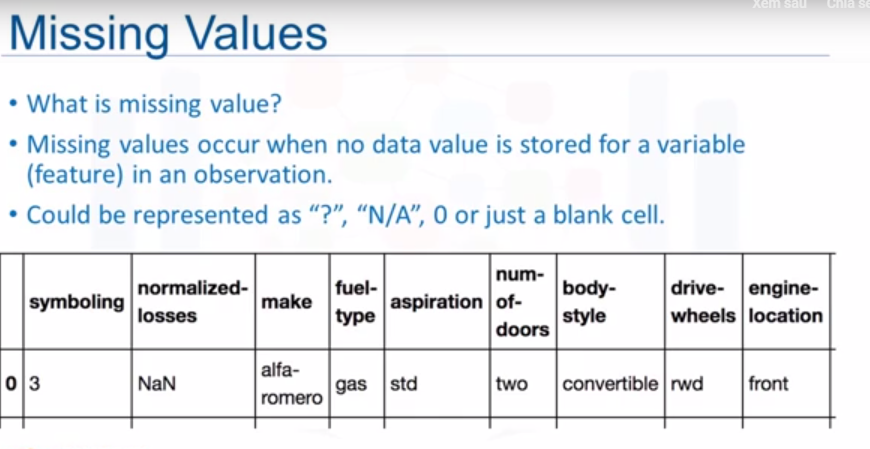 Xem sau Chia sẻ
Missing Values
• What is missing value?
• Missing values occur when no data value is stored for a variable
(feature) in an observation.
• Could be represented as “?”, “N/A”, 0 or just a blank cell.
symboling normalized-losses make fuel-type aspiration num-of-doors body-style drive-wheels engine-location
0 3 NaN alfa-romero gas std two convertible rwd front